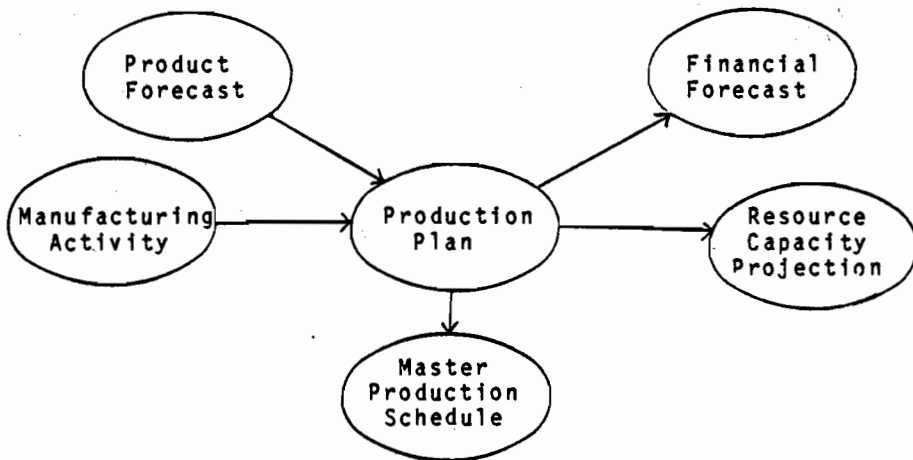 Product
Forecast
Financial
Forecast
Manufacturing
Activity
Production
Plan
Resource
Capacity
Projection
Master
Production
Schedule